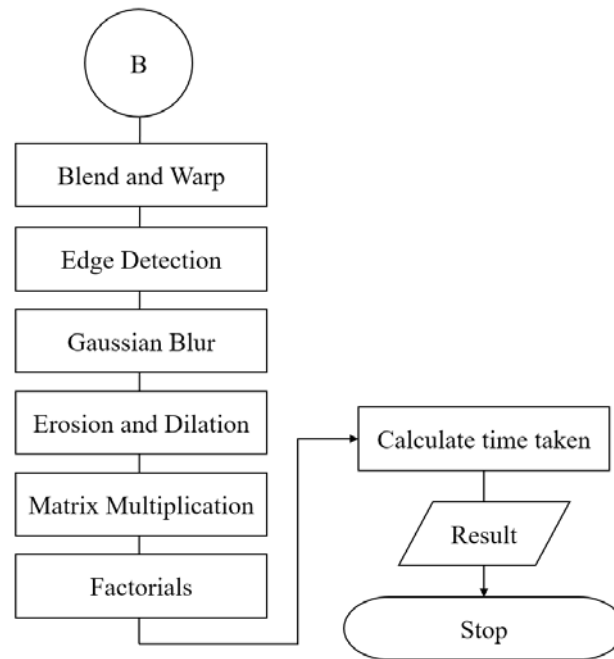 B
Blend and Warp
Edge Detection
Gaussian Blur
Erosion and Dilation
Matrix Multiplication
Factorials
Calculate time taken
Result
Stop